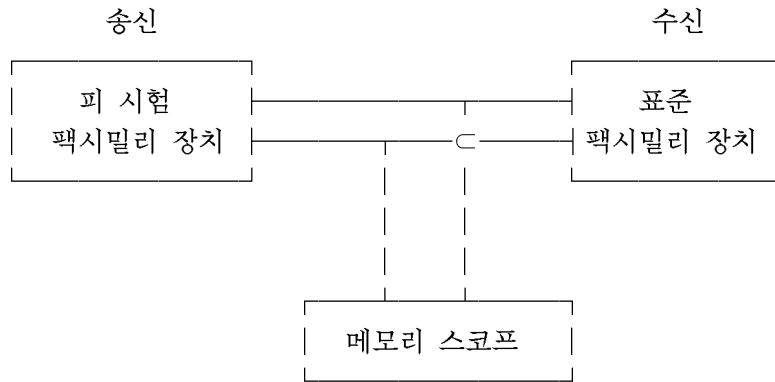 송신
수신
피 시험
팩시밀리 장치
표준
팩시밀리 장치
메모리 스코프